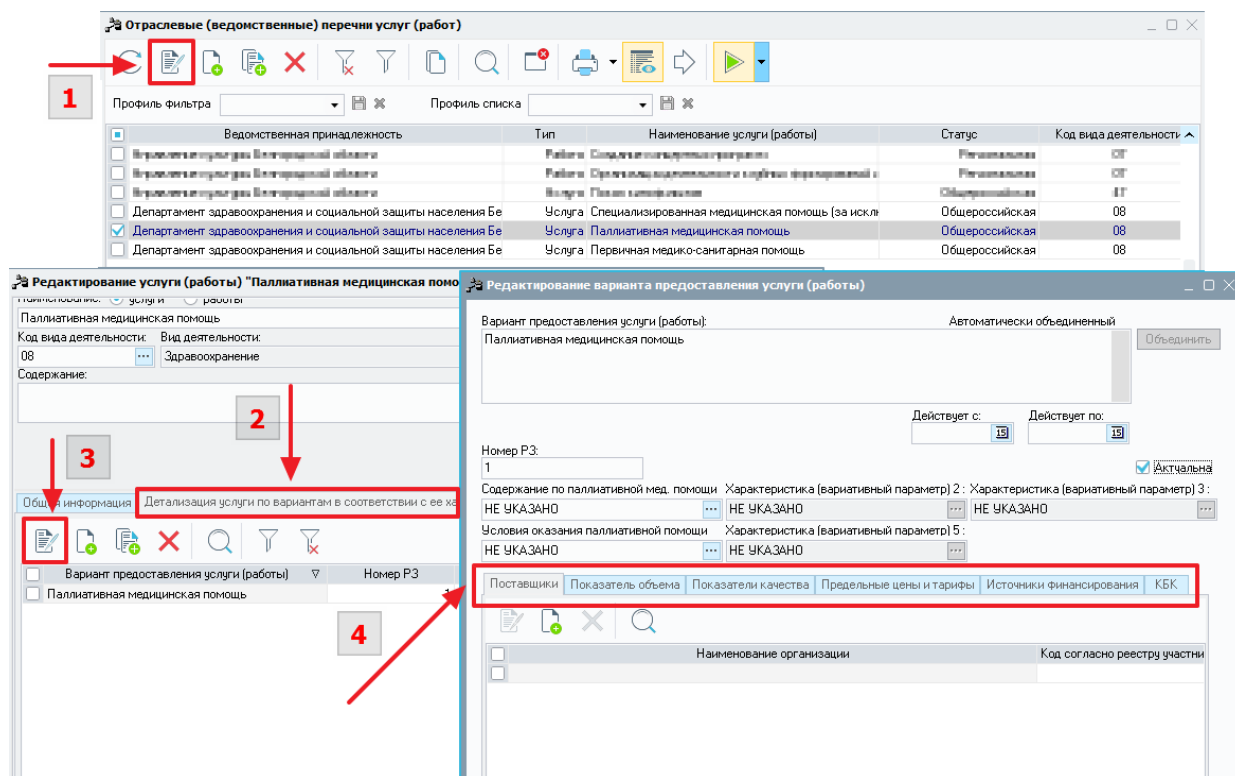 Отраслевые (ведомственные) перечни услуг (работ)
1
Профиль фильтра
Профиль списка
Ведомственная принадлежность Тип Наименование услуги (работы) Статус Код вида деятельности
Департамент здравоохранения и социальной защиты населения Бе Услуга Специализированная медицинская помощь (за искл Общероссийская 08
Департамент здравоохранения и социальной защиты населения Бе Услуга Паллиативная медицинская помощь Общероссийская 08
Департамент здравоохранения и социальной защиты населения Бе Услуга Первичная медико-санитарная помощь Общероссийская 08
Редактирование услуги (работы) "Паллиативная медицинская помо
Наименование: услуги работы
Паллиативная медицинская помощь
Код вида деятельности: Вид деятельности:
08 ... Здравоохранение
Содержание:
2
3
Общая информация Детализация услуги по вариантам в соответствии с ее ха
Вариант предоставления услуги (работы) Номер РЗ
Паллиативная медицинская помощь 1
4
Редактирование варианта предоставления услуги (работы)
Вариант предоставления услуги (работы): Автоматически объединенный
Паллиативная медицинская помощь
Объединить
Действует с: Действует по:
15 15
Номер РЗ:
1
Актуальна
Содержание по паллиативной мед. помощи Характеристика (вариативный параметр) 2 : Характеристика (вариативный параметр) 3 :
НЕ УКАЗАНО ... НЕ УКАЗАНО ... НЕ УКАЗАНО ...
Условия оказания паллиативной помощи Характеристика (вариативный параметр) 5 :
НЕ УКАЗАНО ... НЕ УКАЗАНО ...
Поставщики Показатель объема Показатели качества Предельные цены и тарифы Источники финансирования КБК
Наименование организации Код согласно реестру участни